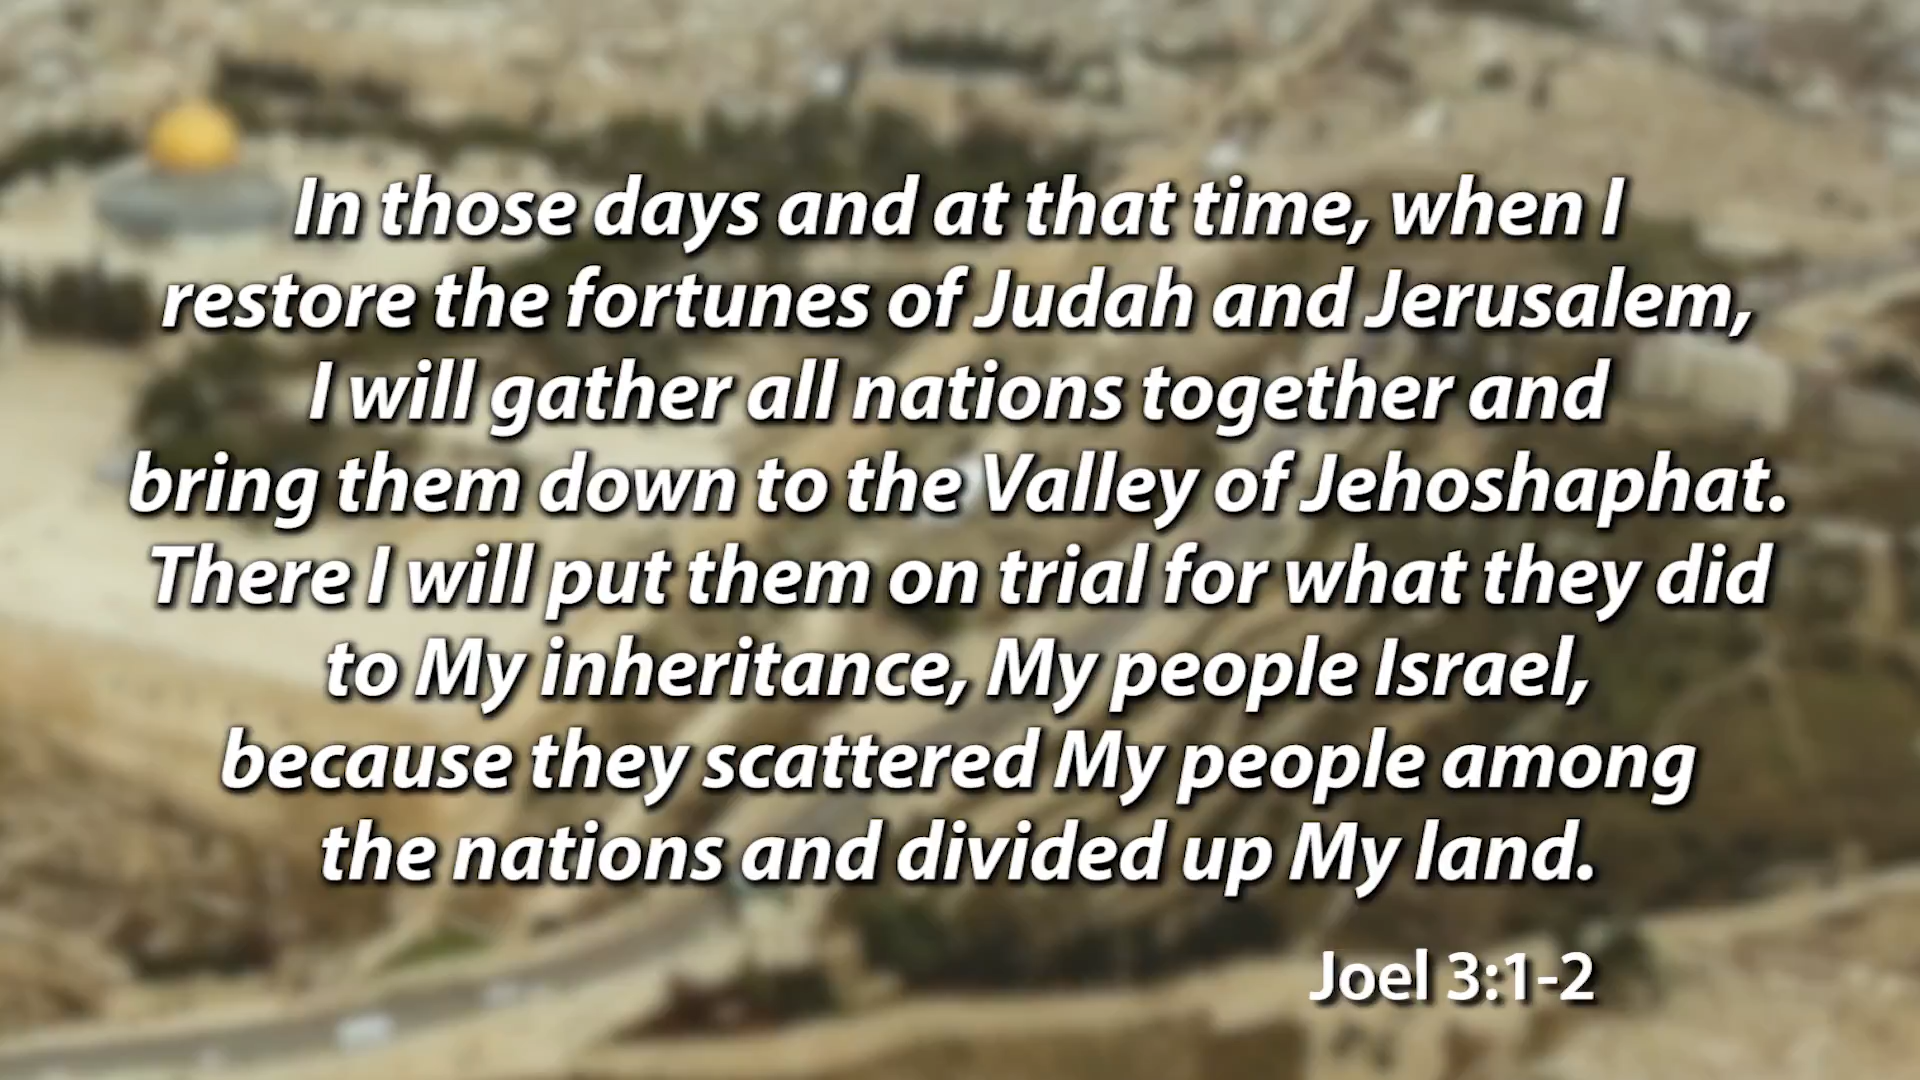 In those days and at that time, when I
restore the fortunes of Judah and Jerusalem,
I will gather all nations together and
bring them down to the Valley of Jehoshaphat.
There I will put them on trial for what they did
to My inheritance, My people Israel,
because they scattered My people among
the nations and divided up My land.
Joel 3:1-2